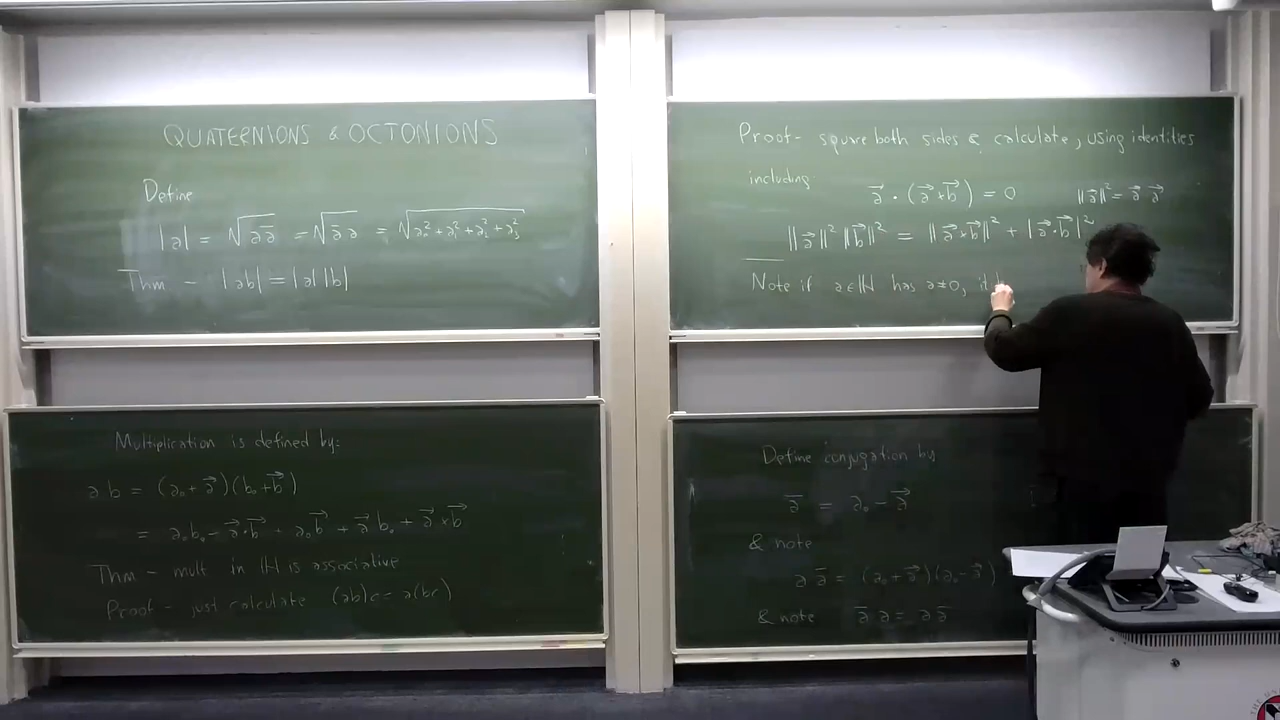 QUATERNIONS & OCTONIONS
Define
|a| = √(a ā) = √(ā a) = √(a₀² + a₁² + a₂² + a₃²)
Thm - |ab| = |a||b|
Multiplication is defined by:
a b = (a₀ + a⃗)(b₀ + b⃗)
= a₀b₀ - a⃗·b⃗ + a₀b⃗ + a⃗b₀ + a⃗×b⃗
Thm - mult in ℍ is associative
Proof - just calculate (ab)c = a(bc)
Proof - square both sides & calculate, using identities
including
a⃗ · (a⃗×b⃗) = 0 ||a⃗||² = a⃗·a⃗
||a⃗||² ||b⃗||² = ||a⃗×b⃗||² + |a⃗·b⃗|²
Note if a∈ℍ has a≠0, it
Define conjugation by
ā = a₀ - a⃗
& note
a ā = (a₀ + a⃗)(a₀ - a⃗)
& note ā a = a ā